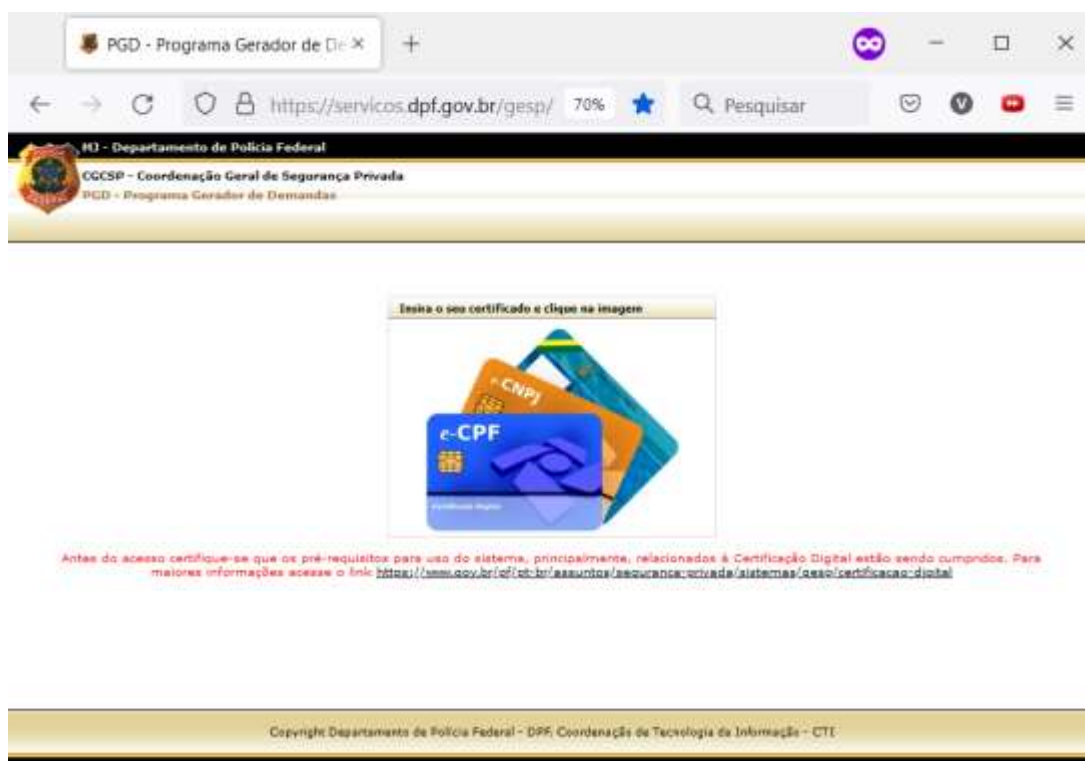 PGD - Programa Gerador de De
https://servicos.dpf.gov.br/gesp/ 70% Pesquisar
MJ - Departamento de Polícia Federal
CGCSP - Coordenação Geral de Segurança Privada
PGD - Programa Gerador de Demandas
Insira o seu certificado e clique na imagem
e-CNPJ
e-CPF
Certificado Digital
Antes do acesso certifique-se que os pré-requisitos para uso do sistema, principalmente, relacionados à Certificação Digital estão sendo cumpridos. Para
maiores informações acesse o link https://www.gov.br/pf/pt-br/assuntos/seguranca-privada/sistemas/gesp/certificacao-digital
Copyright Departamento de Polícia Federal - DPF. Coordenação de Tecnologia da Informação - CTI